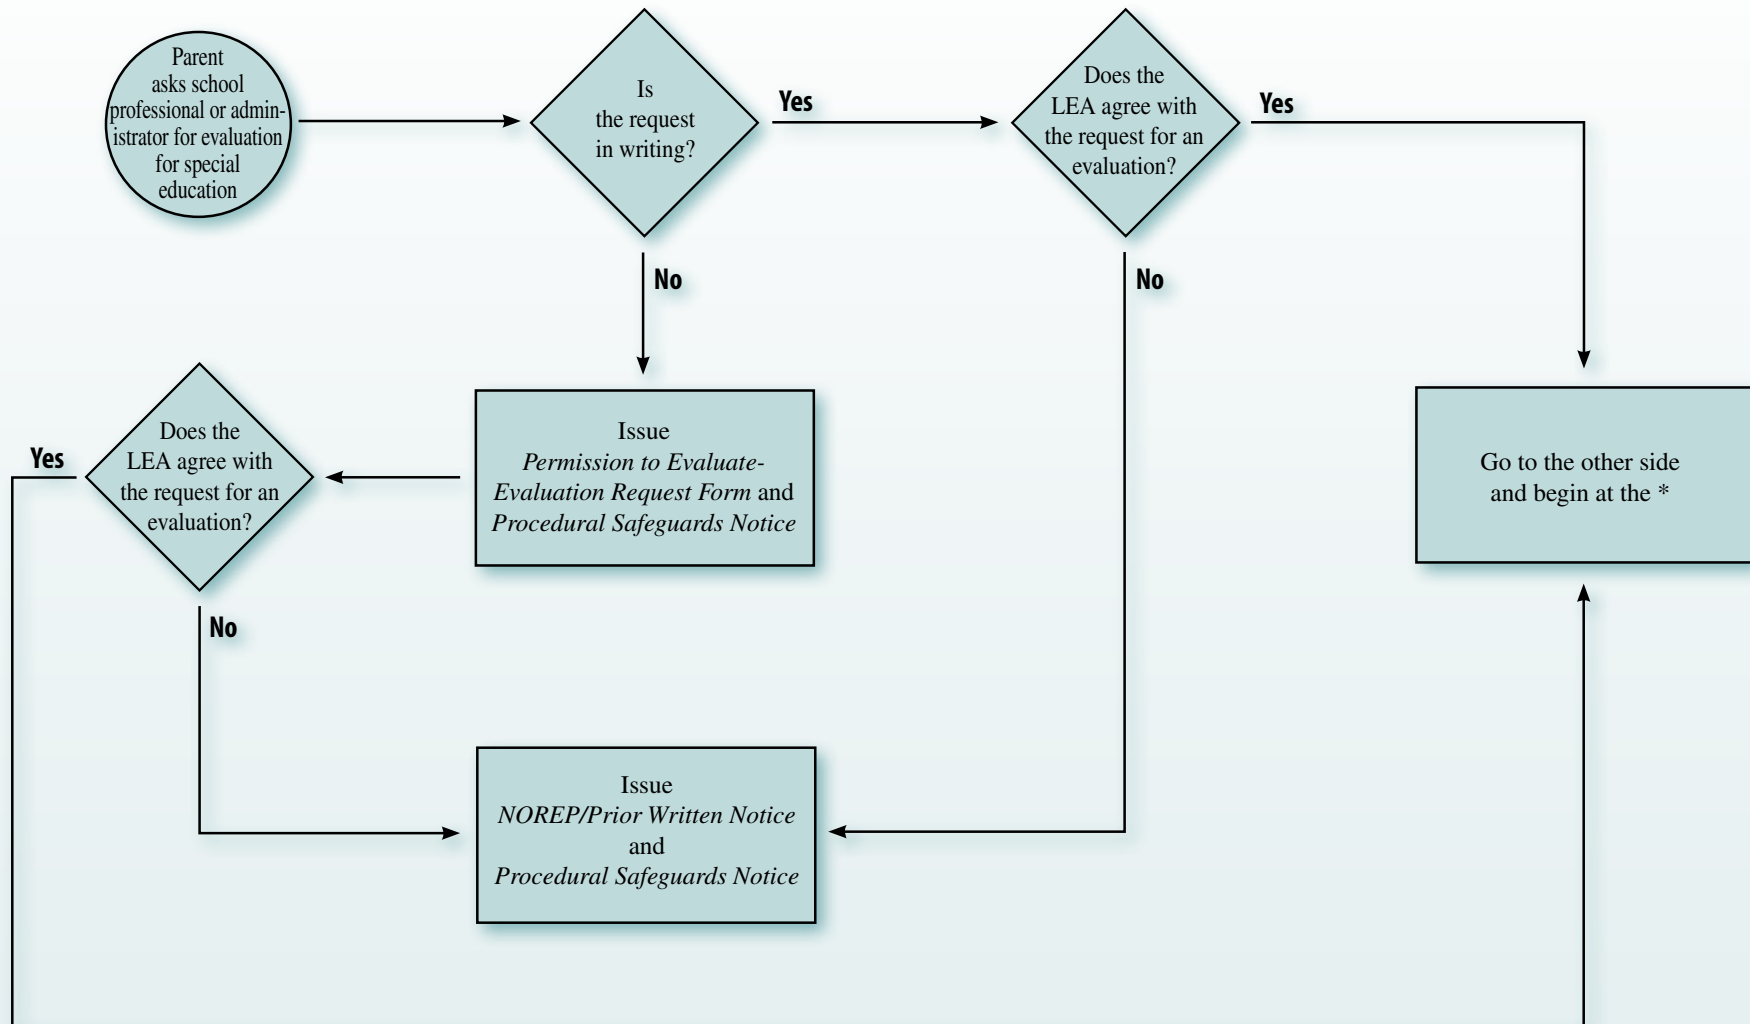 Parent
asks school
professional or admin-
istrator for evaluation
for special
education
Is
the request
in writing?
Yes
Does the
LEA agree with
the request for an
evaluation?
Yes
No
No
Does the
LEA agree with
the request for an
evaluation?
Yes
Issue
Permission to Evaluate-
Evaluation Request Form and
Procedural Safeguards Notice
Go to the other side
and begin at the *
No
Issue
NOREP/Prior Written Notice
and
Procedural Safeguards Notice